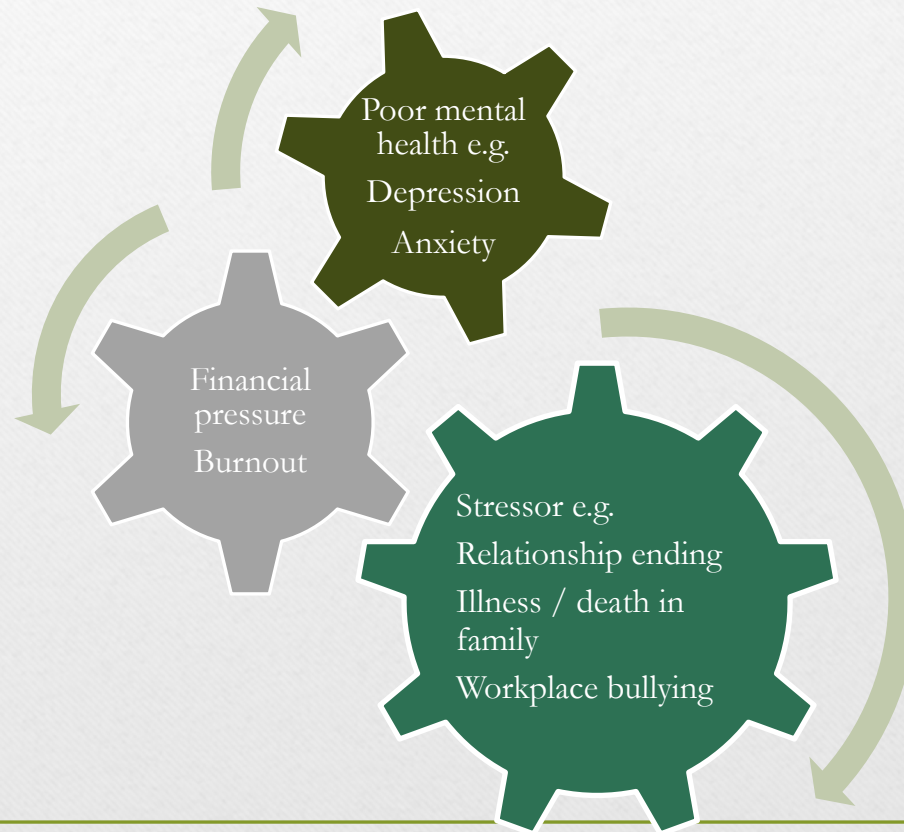 Poor mental
health e.g.
Depression
Anxiety
Financial
pressure
Burnout
Stressor e.g.
Relationship ending
Illness / death in
family
Workplace bullying